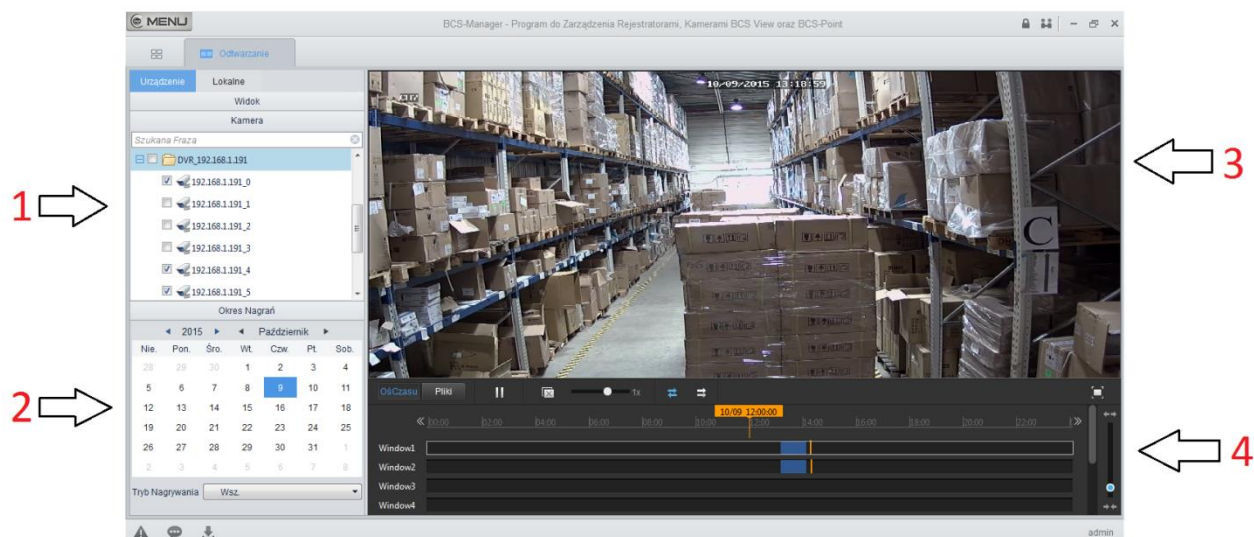 MENU
BCS-Manager - Program do Zarządzenia Rejestratorami, Kamerami BCS View oraz BCS-Point
Odtwarzanie
Urządzenie Lokalne
Widok
Kamera
Szukana Fraza
DVR_192.168.1.191
192.168.1.191_0
192.168.1.191_1
192.168.1.191_2
192.168.1.191_3
192.168.1.191_4
192.168.1.191_5
1
Okres Nagrań
2015 Październik
Nie. Pon. Śro. Wt. Czw. Pt. Sob.
28 29 30 1 2 3 4
5 6 7 8 9 10 11
12 13 14 15 16 17 18
19 20 21 22 23 24 25
26 27 28 29 30 31 1
2 3 4 5 6 7 8
2
Tryb Nagrywania Wsz.
10/09/2015 13:18:59
C
3
OśCzasu Pliki 1x
10/09 12:00:00
00:00 02:00 04:00 06:00 08:00 10:00 12:00 14:00 16:00 18:00 20:00 22:00
Window1
Window2
Window3
Window4
4
admin